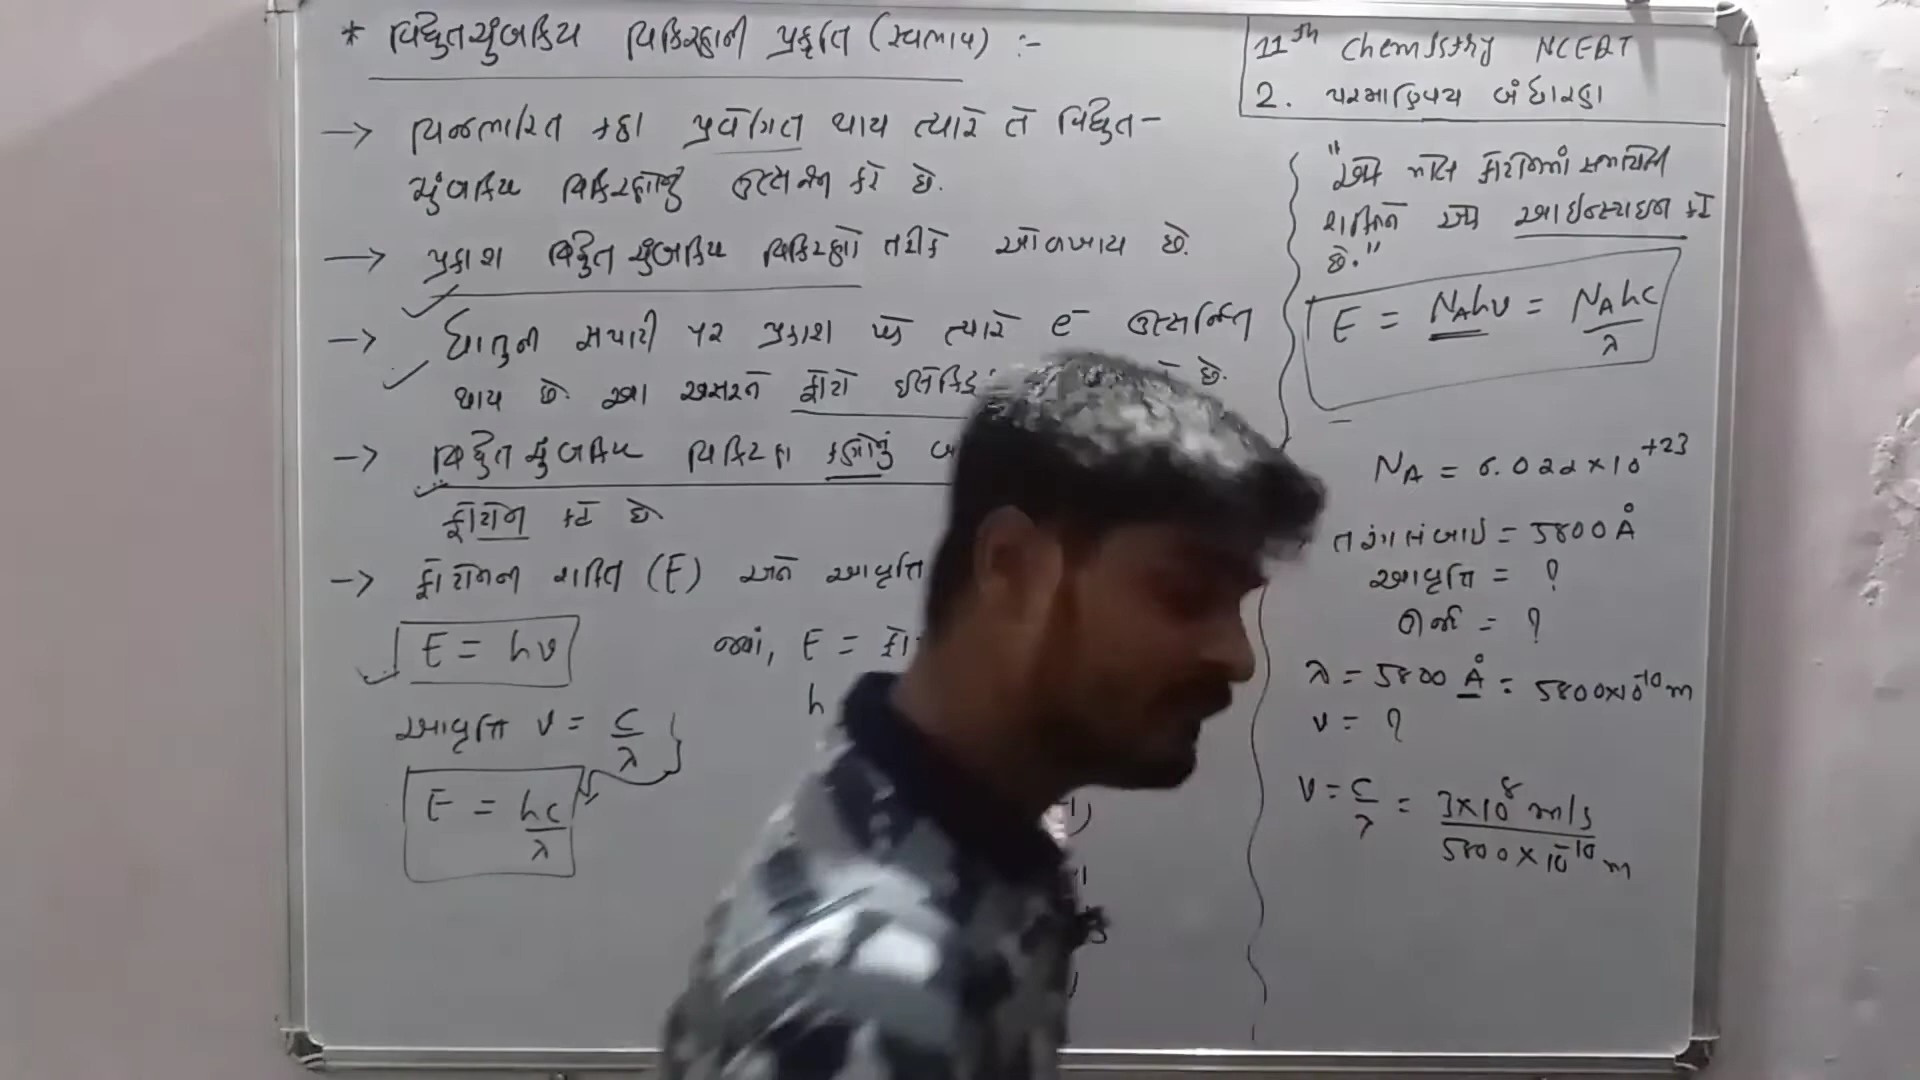 * વિદ્યુતચુંબકિય વિકિરણની પ્રકૃતિ (સ્વભાવ) :-
→ વિજભારિત કણ પ્રવેગિત થાય ત્યારે તે વિદ્યુત-
ચુંબકિય વિકિરણોનું ઉત્સર્જન કરે છે.
→ પ્રકાશ વિદ્યુત ચુંબકિય વિકિરણો તરીકે ઓળખાય છે.
→ ધાતુની સપાટી પર પ્રકાશ પડે ત્યારે e⁻ ઉત્સર્જિત
થાય છે. આ અસરને ફોટો છે.
→ વિદ્યુત ચુંબકિય વિકિરણ કણોનું
ફોટોન કહે છે
→ ફોટોનની શક્તિ (E) અને આવૃત્તિ
E = hν
જ્યાં, E =
h
આવૃત્તિ ν = c/λ
E = hc/λ
11th Chemistry NCERT
2. પરમાણ્વિય બંધારણ
"એક મોલ ફોટોનમાં સમાયેલી
શક્તિને એક આઇન્સ્ટાઇન કહે
છે."
E = NAhν = NAhc/λ
NA = 6.022×10⁺²³
તરંગલંબાઇ = 5800 Å
આવૃત્તિ = ?
ઊર્જા = ?
λ = 5800 Å = 5800×10⁻¹⁰ m
ν = ?
ν = c/λ = 3×10⁸ m/s / 5800×10⁻¹⁰ m